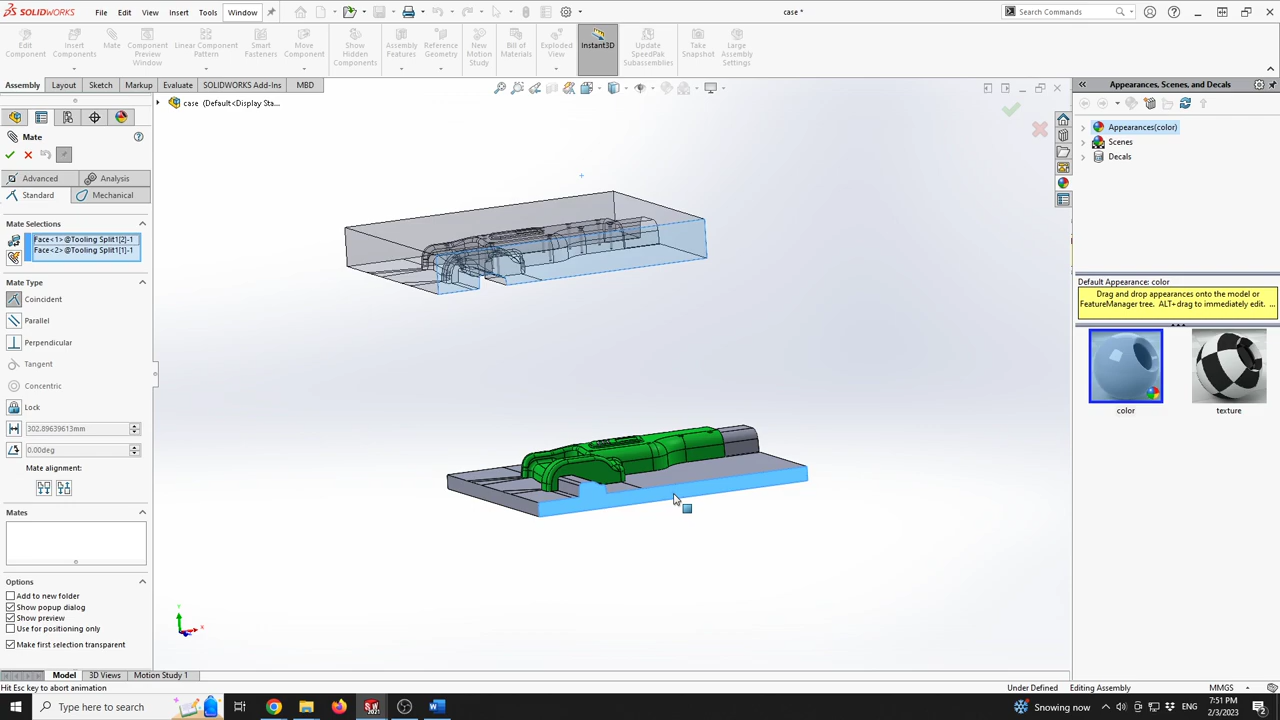 SOLIDWORKS
File
Edit
View
Insert
Tools
Window
case *
Search Commands
Edit
Component
Insert
Components
Mate
Component
Preview
Window
Linear Component
Pattern
Smart
Fasteners
Move
Component
Show
Hidden
Components
Assembly
Features
Reference
Geometry
New
Motion
Study
Bill of
Materials
Exploded
View
Instant3D
Update
SpeedPak
Subassemblies
Take
Snapshot
Large
Assembly
Settings
Assembly
Layout
Sketch
Markup
Evaluate
SOLIDWORKS Add-Ins
MBD
case (Default<Display Sta...
Mate
Advanced
Analysis
Standard
Mechanical
Mate Selections
Face<1>@Tooling Split1[2]-1
Face<2>@Tooling Split1[1]-1
Mate Type
Coincident
Parallel
Perpendicular
Tangent
Concentric
Lock
302.89639613mm
0.00deg
Mate alignment:
Mates
Options
Add to new folder
Show popup dialog
Show preview
Use for positioning only
Make first selection transparent
Y
X
Appearances, Scenes, and Decals
Appearances(color)
Scenes
Decals
Default Appearance: color
Drag and drop appearances onto the model or
FeatureManager tree. ALT+drag to immediately edit. ...
color
texture
Model
3D Views
Motion Study 1
Hit Esc key to abort animation
Under Defined
Editing Assembly
MMGS
Type here to search
SW
2021
W
Snowing now
7:51 PM
2/3/2023
2